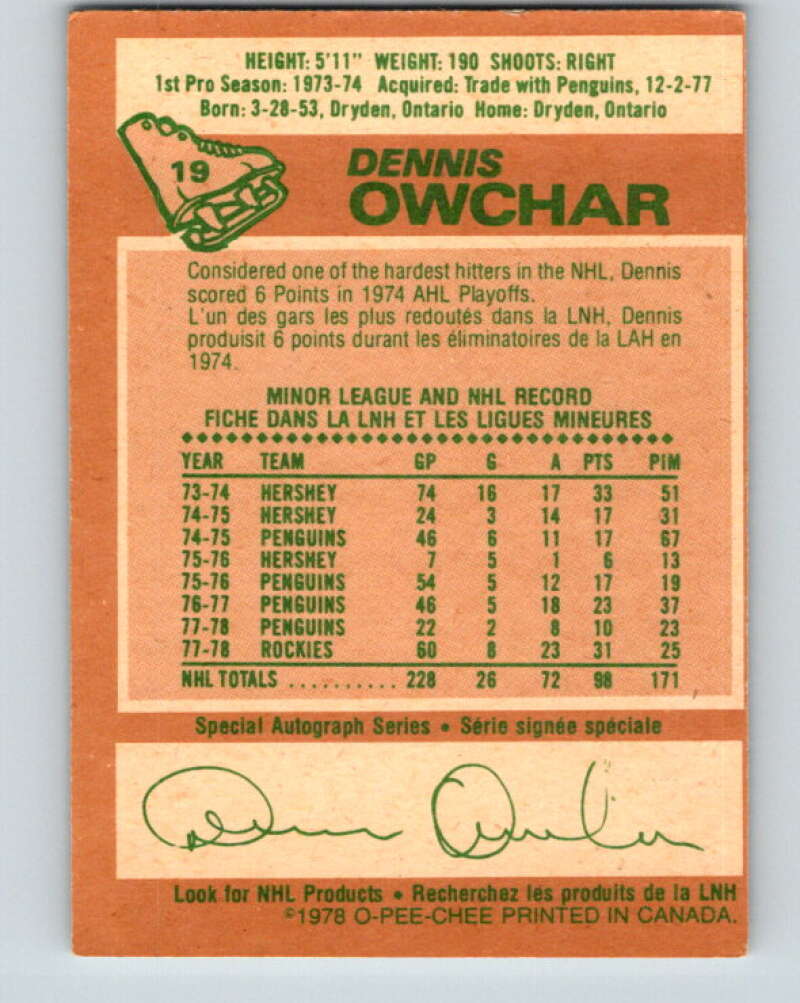 HEIGHT: 5'11" WEIGHT: 190 SHOOTS: RIGHT
1st Pro Season: 1973-74 Acquired: Trade with Penguins, 12-2-77
Born: 3-28-53, Dryden, Ontario Home: Dryden, Ontario
19
DENNIS
OWCHAR
Considered one of the hardest hitters in the NHL, Dennis
scored 6 Points in 1974 AHL Playoffs.
L'un des gars les plus redoutés dans la LNH, Dennis
produisit 6 points durant les éliminatoires de la LAH en
1974.
MINOR LEAGUE AND NHL RECORD
FICHE DANS LA LNH ET LES LIGUES MINEURES
YEAR TEAM GP G A PTS PIM
73-74 HERSHEY 74 16 17 33 51
74-75 HERSHEY 24 3 14 17 31
74-75 PENGUINS 46 6 11 17 67
75-76 HERSHEY 7 5 1 6 13
75-76 PENGUINS 54 5 12 17 19
76-77 PENGUINS 46 5 18 23 37
77-78 PENGUINS 22 2 8 10 23
77-78 ROCKIES 60 8 23 31 25
NHL TOTALS .......... 228 26 72 98 171
Special Autograph Series • Série signée spéciale
Dennis Owchar
Look for NHL Products • Recherchez les produits de la LNH
©1978 O-PEE-CHEE PRINTED IN CANADA.